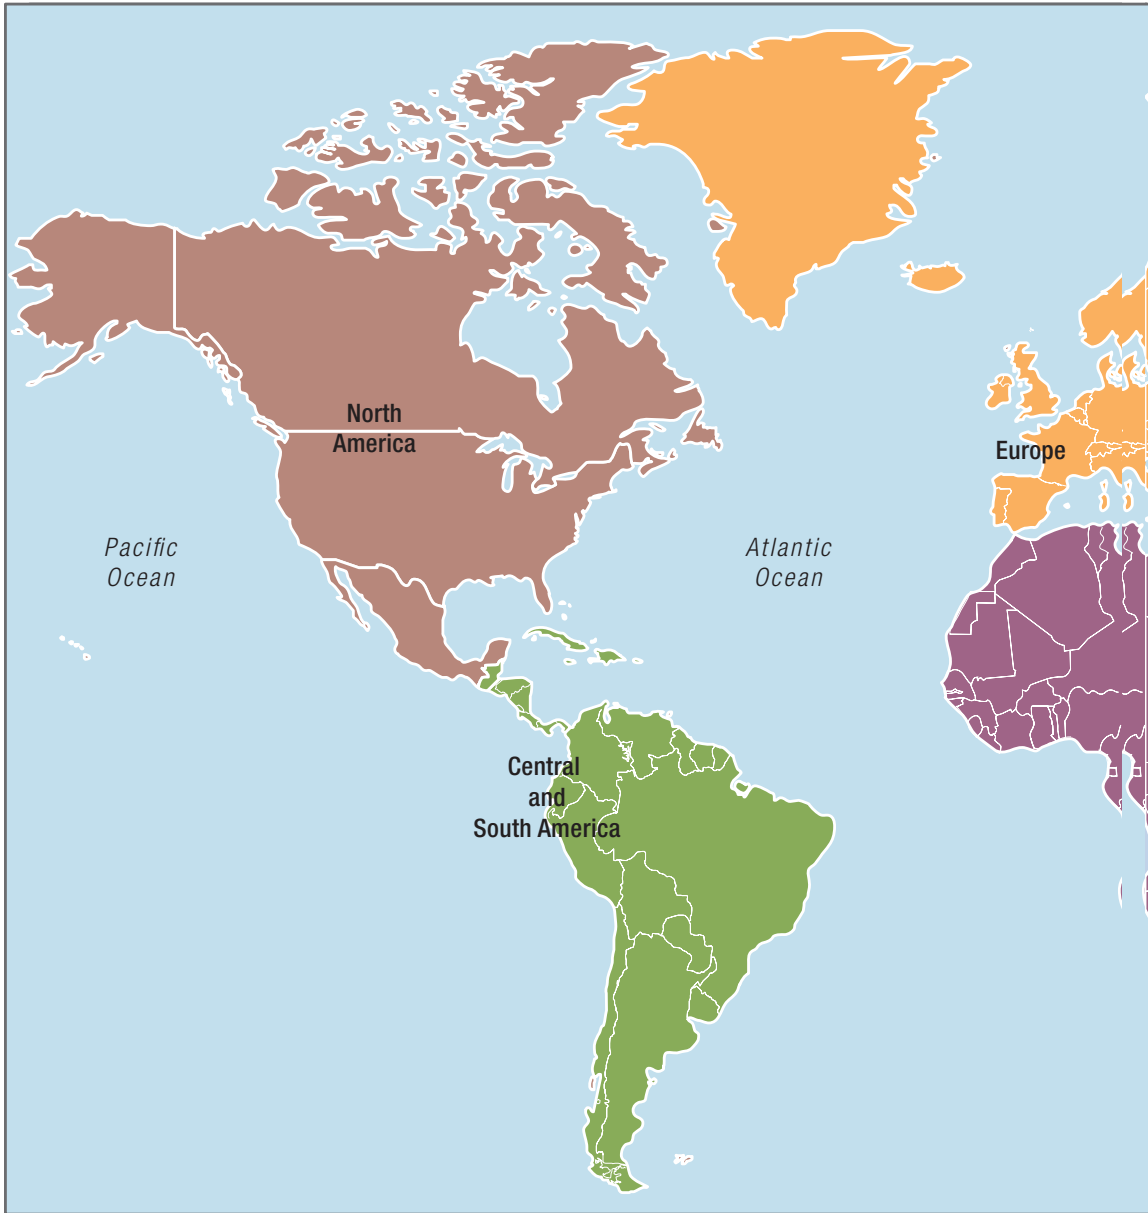 North
America
Europe
Pacific
Ocean
Atlantic
Ocean
Central
and
South America